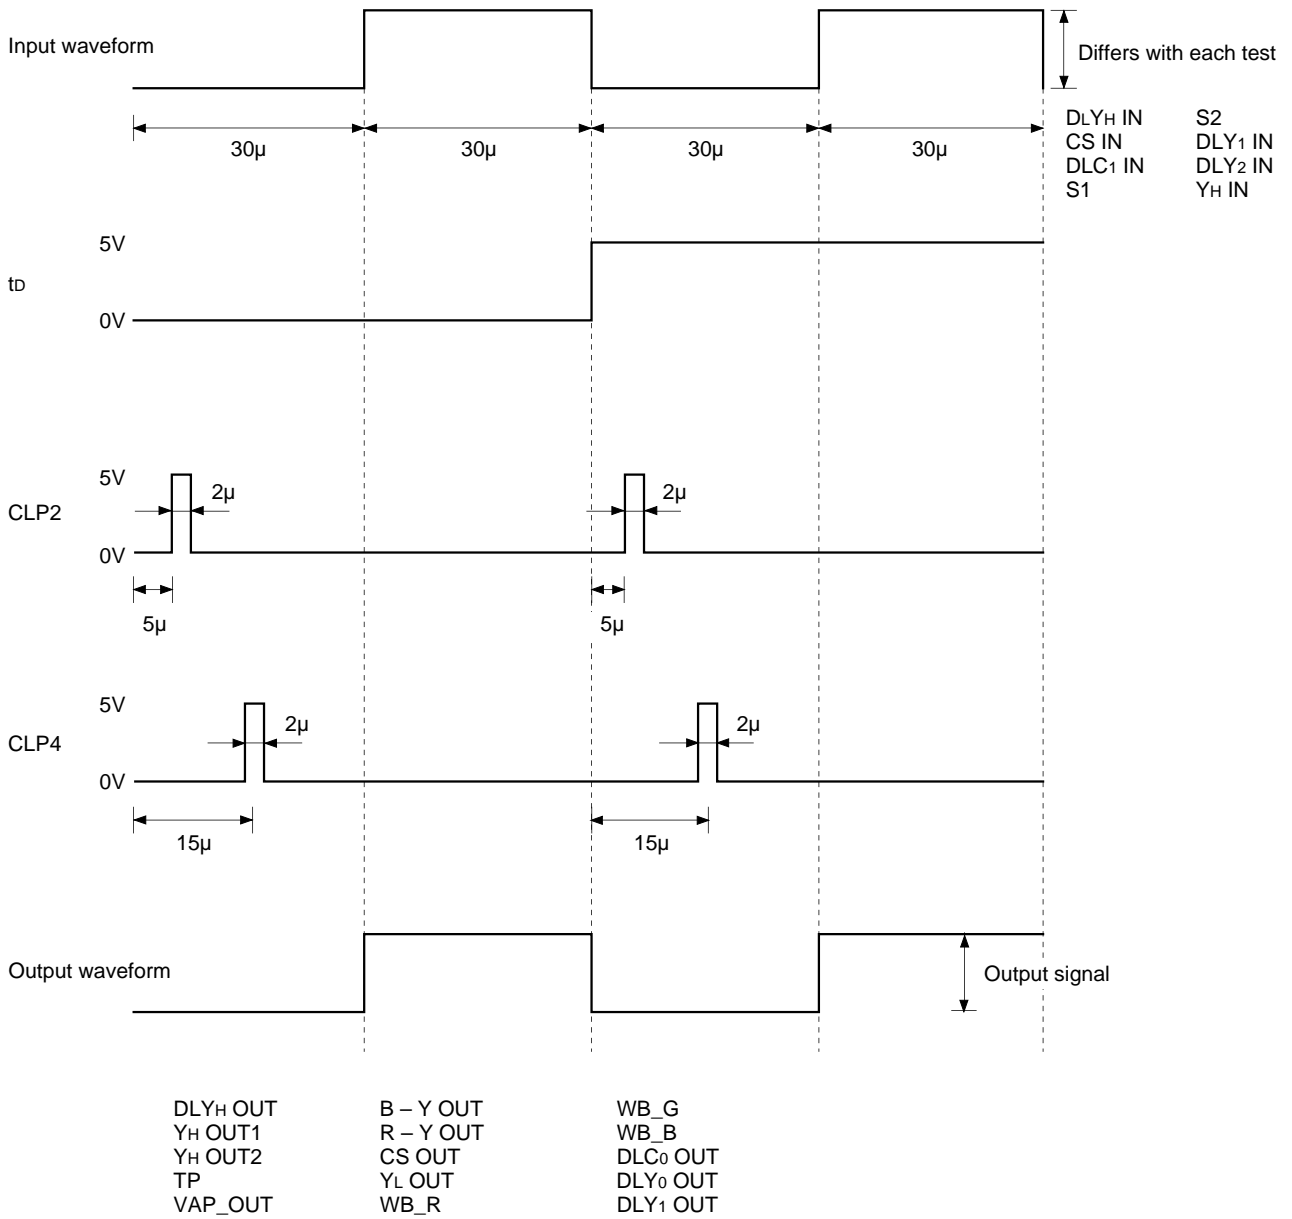 Input waveform
Differs with each test
30µ 30µ 30µ 30µ
DLYH IN S2
CS IN DLY1 IN
DLC1 IN DLY2 IN
S1 YH IN
5V
tD
0V
5V
2µ 2µ
CLP2
0V
5µ 5µ
5V
2µ 2µ
CLP4
0V
15µ 15µ
Output waveform
Output signal
DLYH OUT B – Y OUT WB_G
YH OUT1 R – Y OUT WB_B
YH OUT2 CS OUT DLC0 OUT
TP YL OUT DLY0 OUT
VAP_OUT WB_R DLY1 OUT